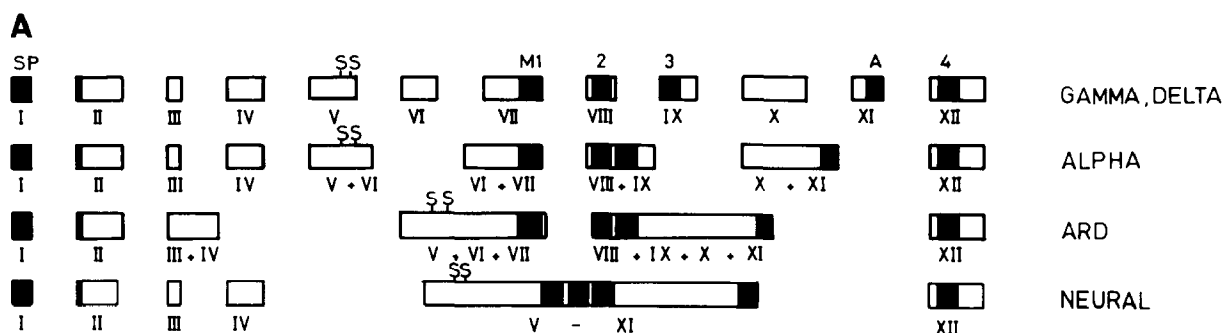 A
SP SS M1 2 3 A 4
GAMMA, DELTA
I II III IV V VI VII VIII IX X XI XII
SS
ALPHA
I II III IV V + VI VI + VII VIII + IX X + XI XII
S S
ARD
I II III + IV V + VI + VII VIII + IX + X + XI XII
SS
NEURAL
I II III IV V - XI XII